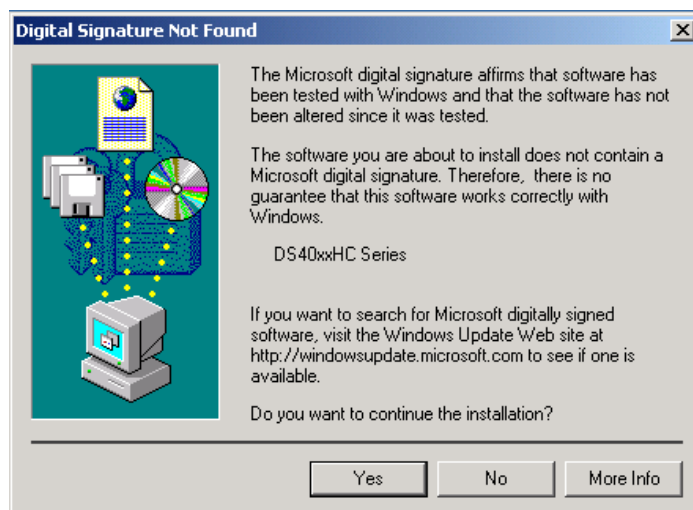 Digital Signature Not Found
The Microsoft digital signature affirms that software has
been tested with Windows and that the software has not
been altered since it was tested.
The software you are about to install does not contain a
Microsoft digital signature. Therefore,  there is no
guarantee that this software works correctly with
Windows.
DS40xxHC Series
If you want to search for Microsoft digitally signed
software, visit the Windows Update Web site at
http://windowsupdate.microsoft.com to see if one is
available.
Do you want to continue the installation?
Yes
No
More Info